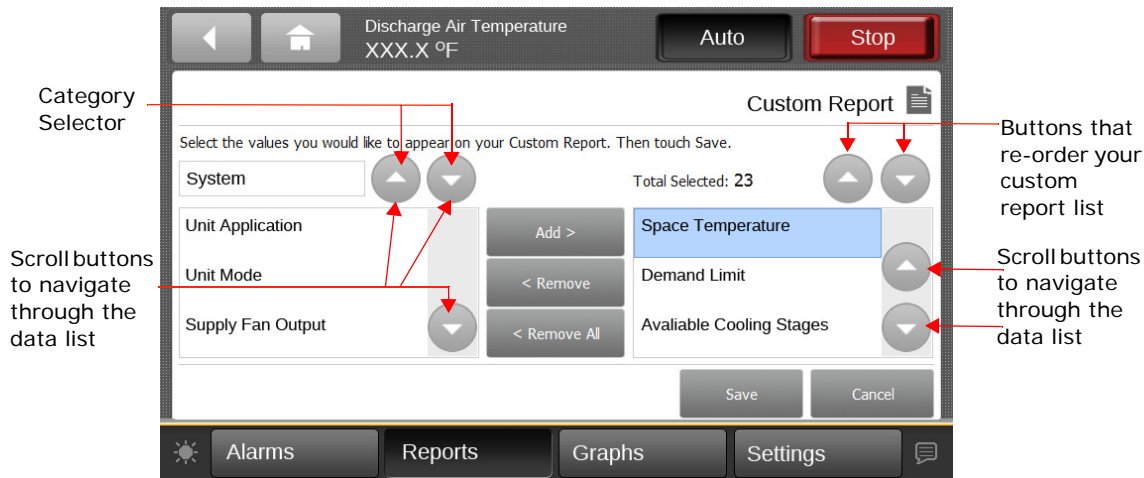 Discharge Air Temperature
XXX.X °F
Auto
Stop
Category
Selector
Custom Report
Select the values you would like to appear on your Custom Report. Then touch Save.
Buttons that
re-order your
custom
report list
System
Total Selected: 23
Unit Application
Unit Mode
Supply Fan Output
Add >
< Remove
< Remove All
Space Temperature
Demand Limit
Avaliable Cooling Stages
Scroll buttons
to navigate
through the
data list
Scroll buttons
to navigate
through the
data list
Save
Cancel
Alarms
Reports
Graphs
Settings